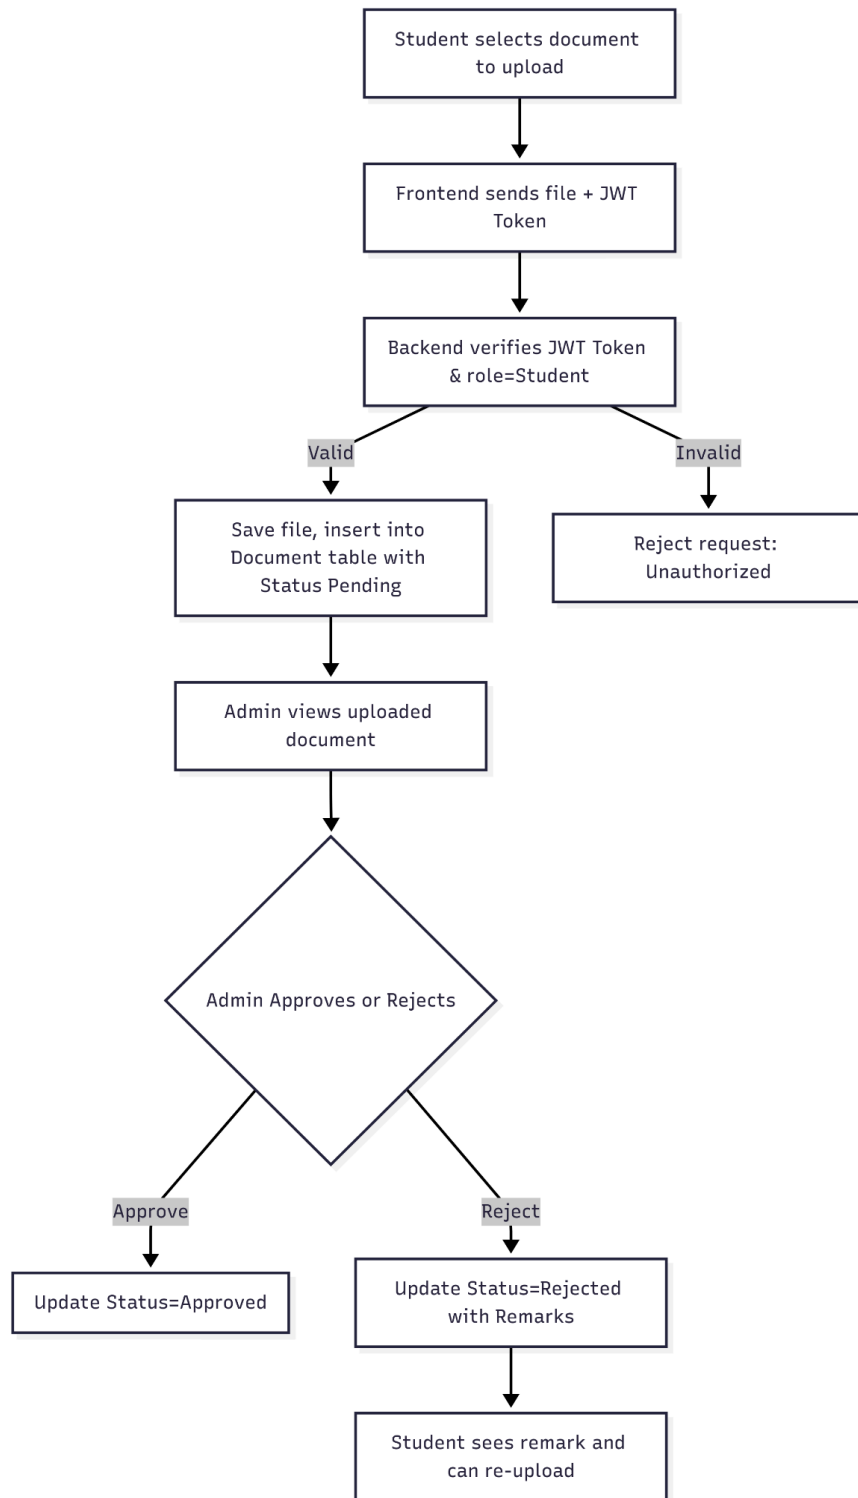 Student selects document
to upload
Frontend sends file + JWT
Token
Backend verifies JWT Token
& role=Student
Valid
Invalid
Save file, insert into
Document table with
Status Pending
Reject request:
Unauthorized
Admin views uploaded
document
Admin Approves or Rejects
Approve
Reject
Update Status=Approved
Update Status=Rejected
with Remarks
Student sees remark and
can re-upload